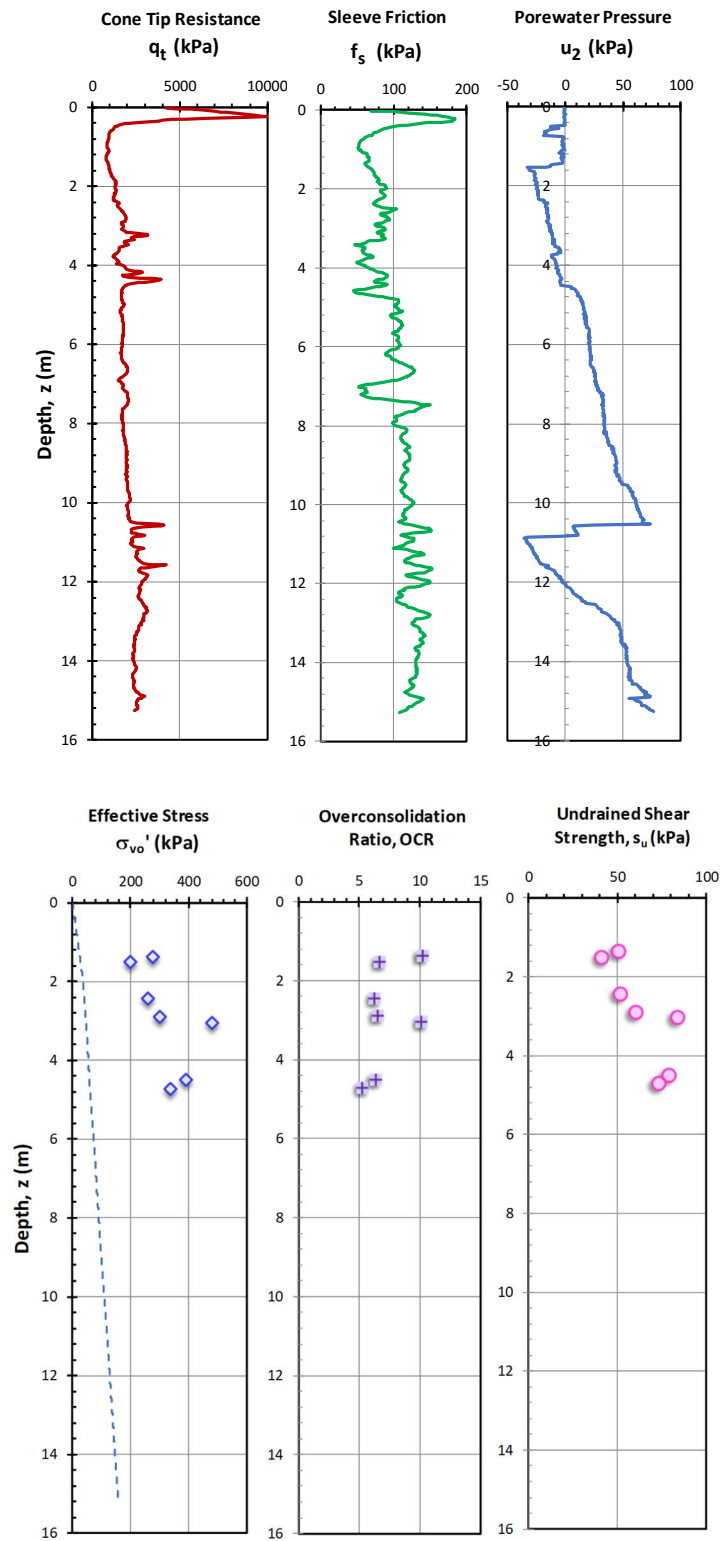 Cone Tip Resistance
qt (kPa)
0 5000 10000
0
2
4
6
8
10
12
14
16
Depth, z (m)
Sleeve Friction
fs (kPa)
0 100 200
0
2
4
6
8
10
12
14
16
Porewater Pressure
u2 (kPa)
-50 0 50 100
0
2
4
6
8
10
12
14
16
Effective Stress
σvo' (kPa)
0 200 400 600
0
2
4
6
8
10
12
14
16
Depth, z (m)
Overconsolidation
Ratio, OCR
0 5 10 15
0
2
4
6
8
10
12
14
16
Undrained Shear
Strength, su (kPa)
0 50 100
0
2
4
6
8
10
12
14
16